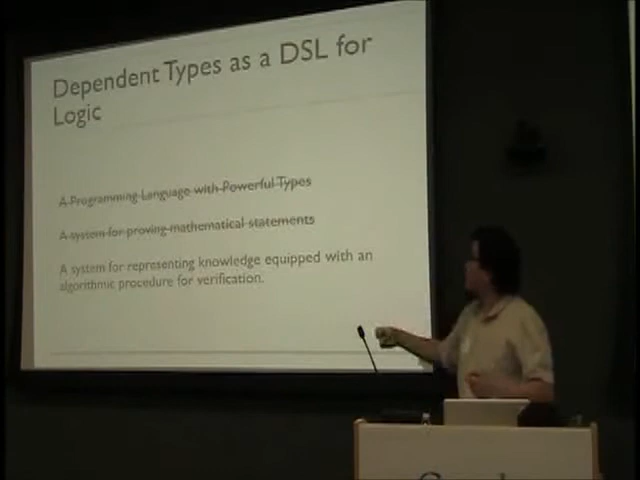 Dependent Types as a DSL for
Logic
A Programming Language with Powerful Types
A system for proving mathematical statements
A system for representing knowledge equipped with an
algorithmic procedure for verification.